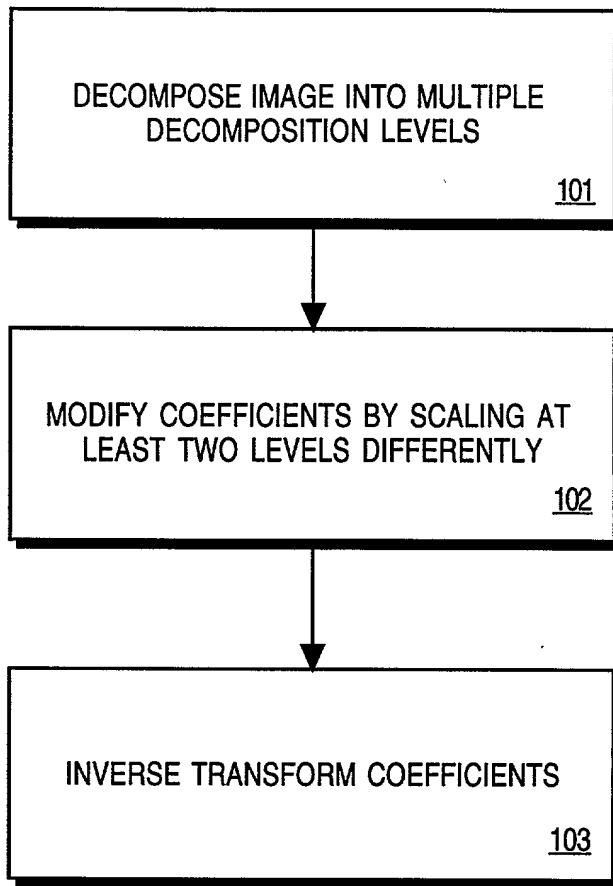 DECOMPOSE IMAGE INTO MULTIPLE
DECOMPOSITION LEVELS
101
MODIFY COEFFICIENTS BY SCALING AT
LEAST TWO LEVELS DIFFERENTLY
102
INVERSE TRANSFORM COEFFICIENTS
103